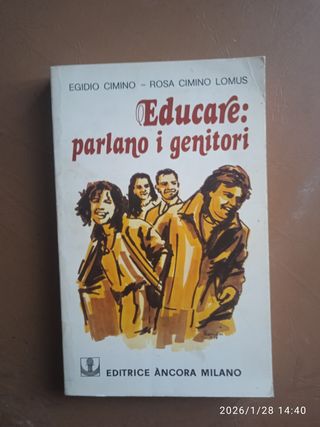 EGIDIO CIMINO - ROSA CIMINO LOMUS
Educare:
parlano i genitori
EDITRICE ÀNCORA MILANO
2026/1/28 14:40